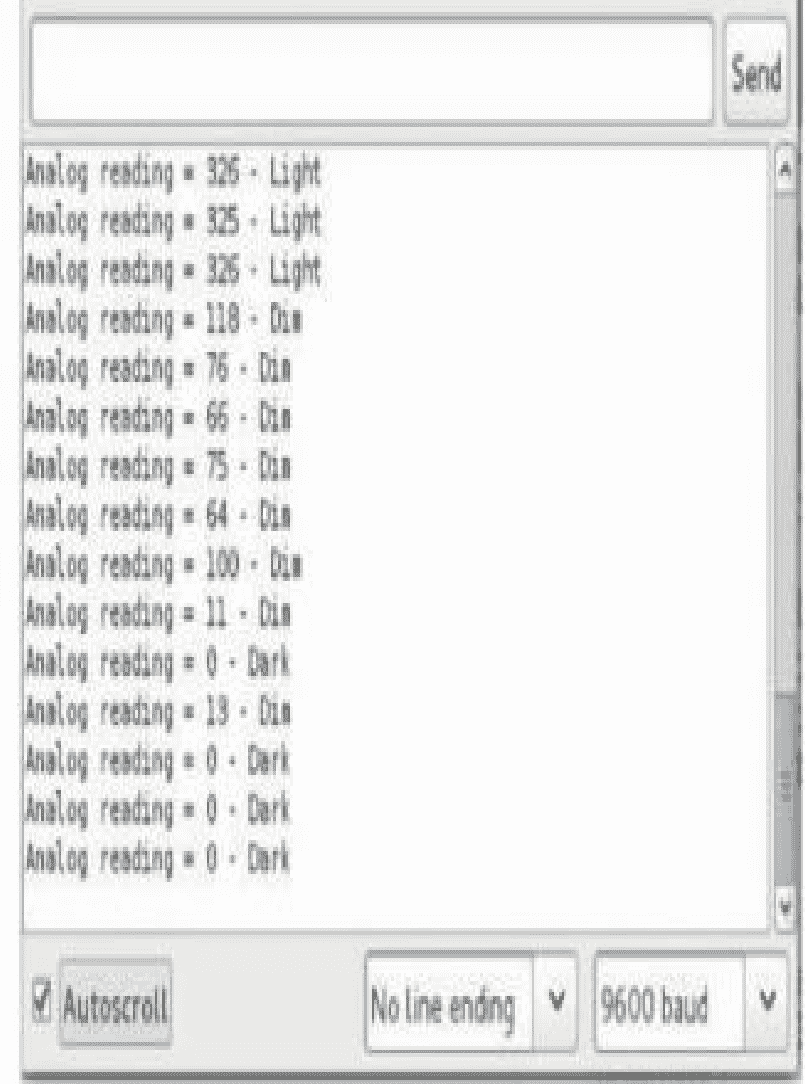 Send
Analog reading = 326 - Light
Analog reading = 325 - Light
Analog reading = 326 - Light
Analog reading = 118 - Dim
Analog reading = 76 - Dim
Analog reading = 66 - Dim
Analog reading = 75 - Dim
Analog reading = 64 - Dim
Analog reading = 100 - Dim
Analog reading = 11 - Dim
Analog reading = 0 - Dark
Analog reading = 13 - Dim
Analog reading = 0 - Dark
Analog reading = 0 - Dark
Analog reading = 0 - Dark
Autoscroll
No line ending
9600 baud